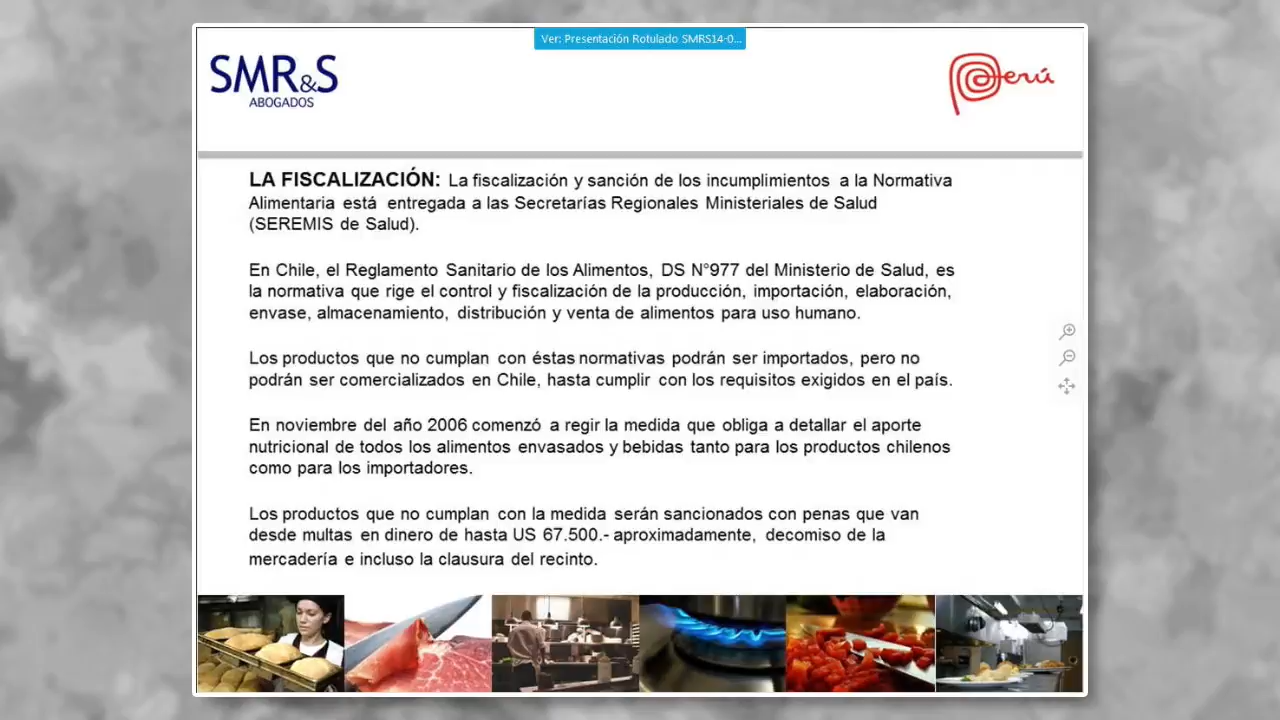 Ver: Presentación Rotulado SMRS14-0...
SMR&S
ABOGADOS
Perú
LA FISCALIZACIÓN: La fiscalización y sanción de los incumplimientos a la Normativa
Alimentaria está entregada a las Secretarías Regionales Ministeriales de Salud
(SEREMIS de Salud).
En Chile, el Reglamento Sanitario de los Alimentos, DS N°977 del Ministerio de Salud, es
la normativa que rige el control y fiscalización de la producción, importación, elaboración,
envase, almacenamiento, distribución y venta de alimentos para uso humano.
Los productos que no cumplan con éstas normativas podrán ser importados, pero no
podrán ser comercializados en Chile, hasta cumplir con los requisitos exigidos en el país.
En noviembre del año 2006 comenzó a regir la medida que obliga a detallar el aporte
nutricional de todos los alimentos envasados y bebidas tanto para los productos chilenos
como para los importadores.
Los productos que no cumplan con la medida serán sancionados con penas que van
desde multas en dinero de hasta US 67.500.- aproximadamente, decomiso de la
mercadería e incluso la clausura del recinto.